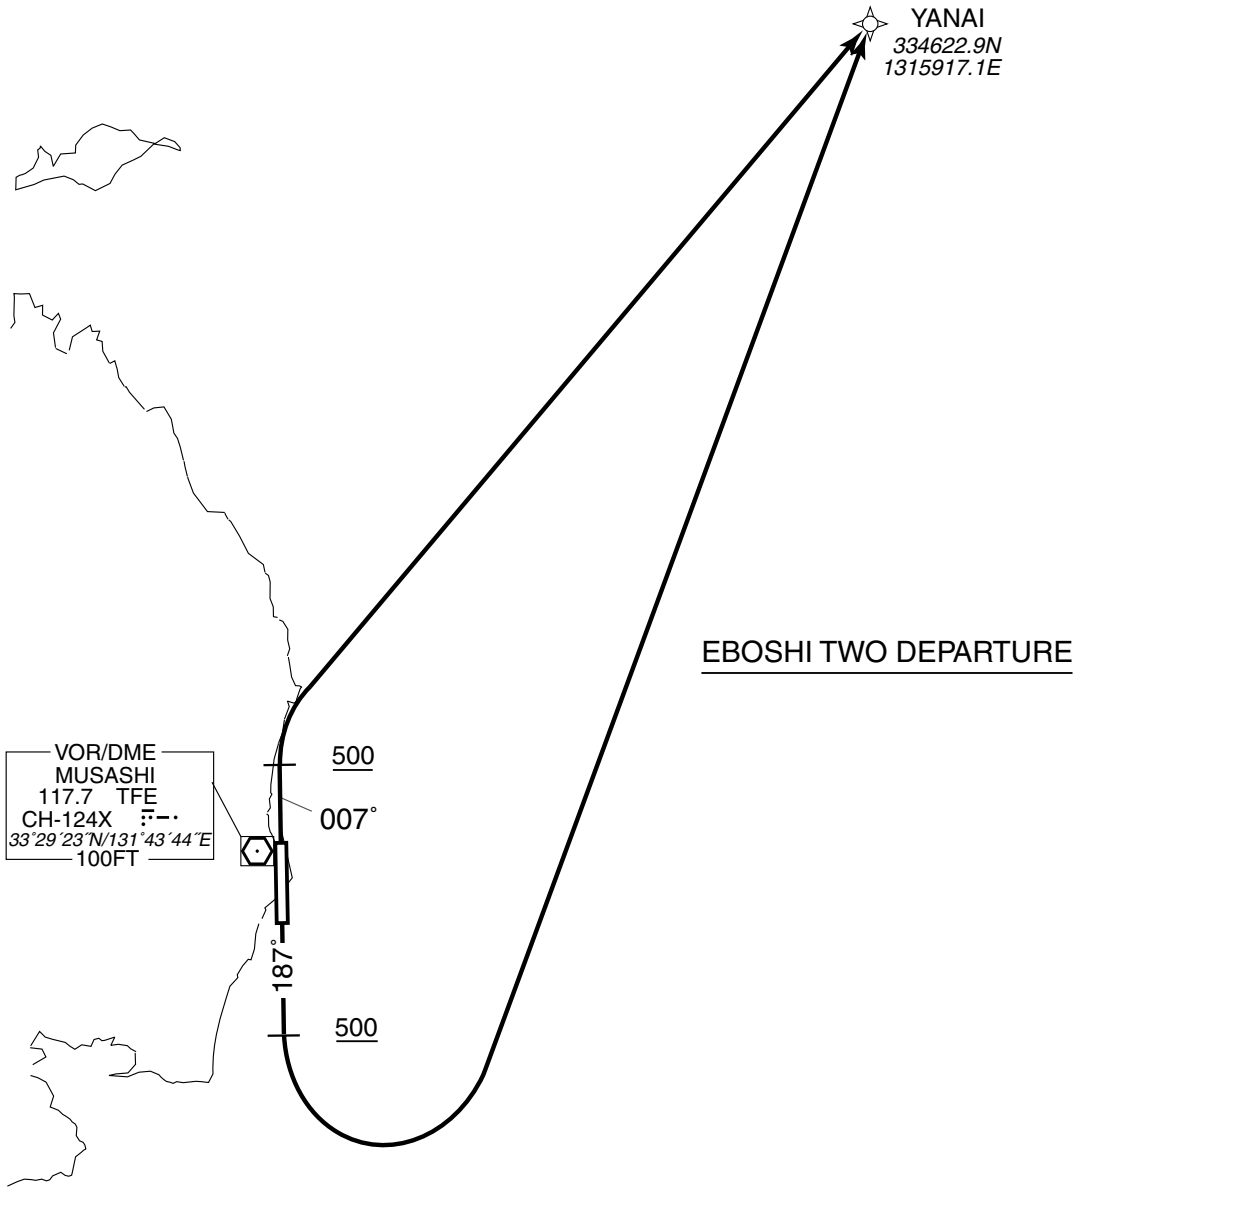 YANAI
334622.9N
1315917.1E
EBOSHI TWO DEPARTURE
VOR/DME
MUSASHI
117.7 TFE
CH-124X
33°29´23˝N/131°43´44˝E
100FT
500
007°
187°
500